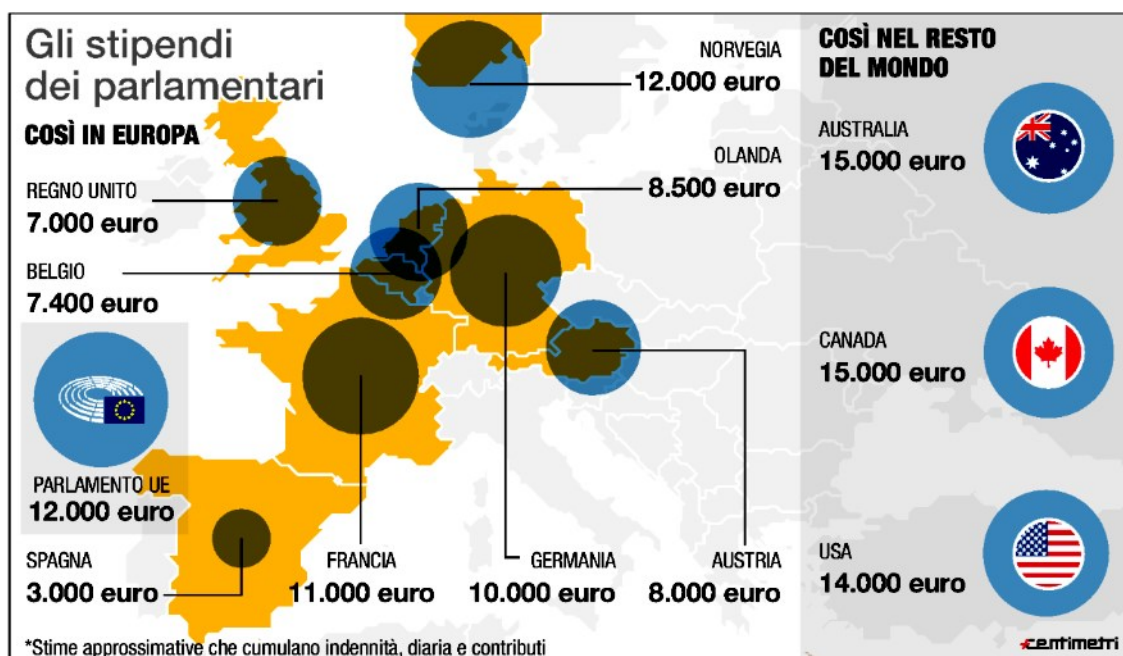 Gli stipendi
dei parlamentari
COSÌ IN EUROPA
REGNO UNITO
7.000 euro
BELGIO
7.400 euro
PARLAMENTO UE
12.000 euro
SPAGNA
3.000 euro
FRANCIA
11.000 euro
GERMANIA
10.000 euro
AUSTRIA
8.000 euro
NORVEGIA
12.000 euro
OLANDA
8.500 euro
COSÌ NEL RESTO
DEL MONDO
AUSTRALIA
15.000 euro
CANADA
15.000 euro
USA
14.000 euro
*Stime approssimative che cumulano indennità, diaria e contributi
centimetri